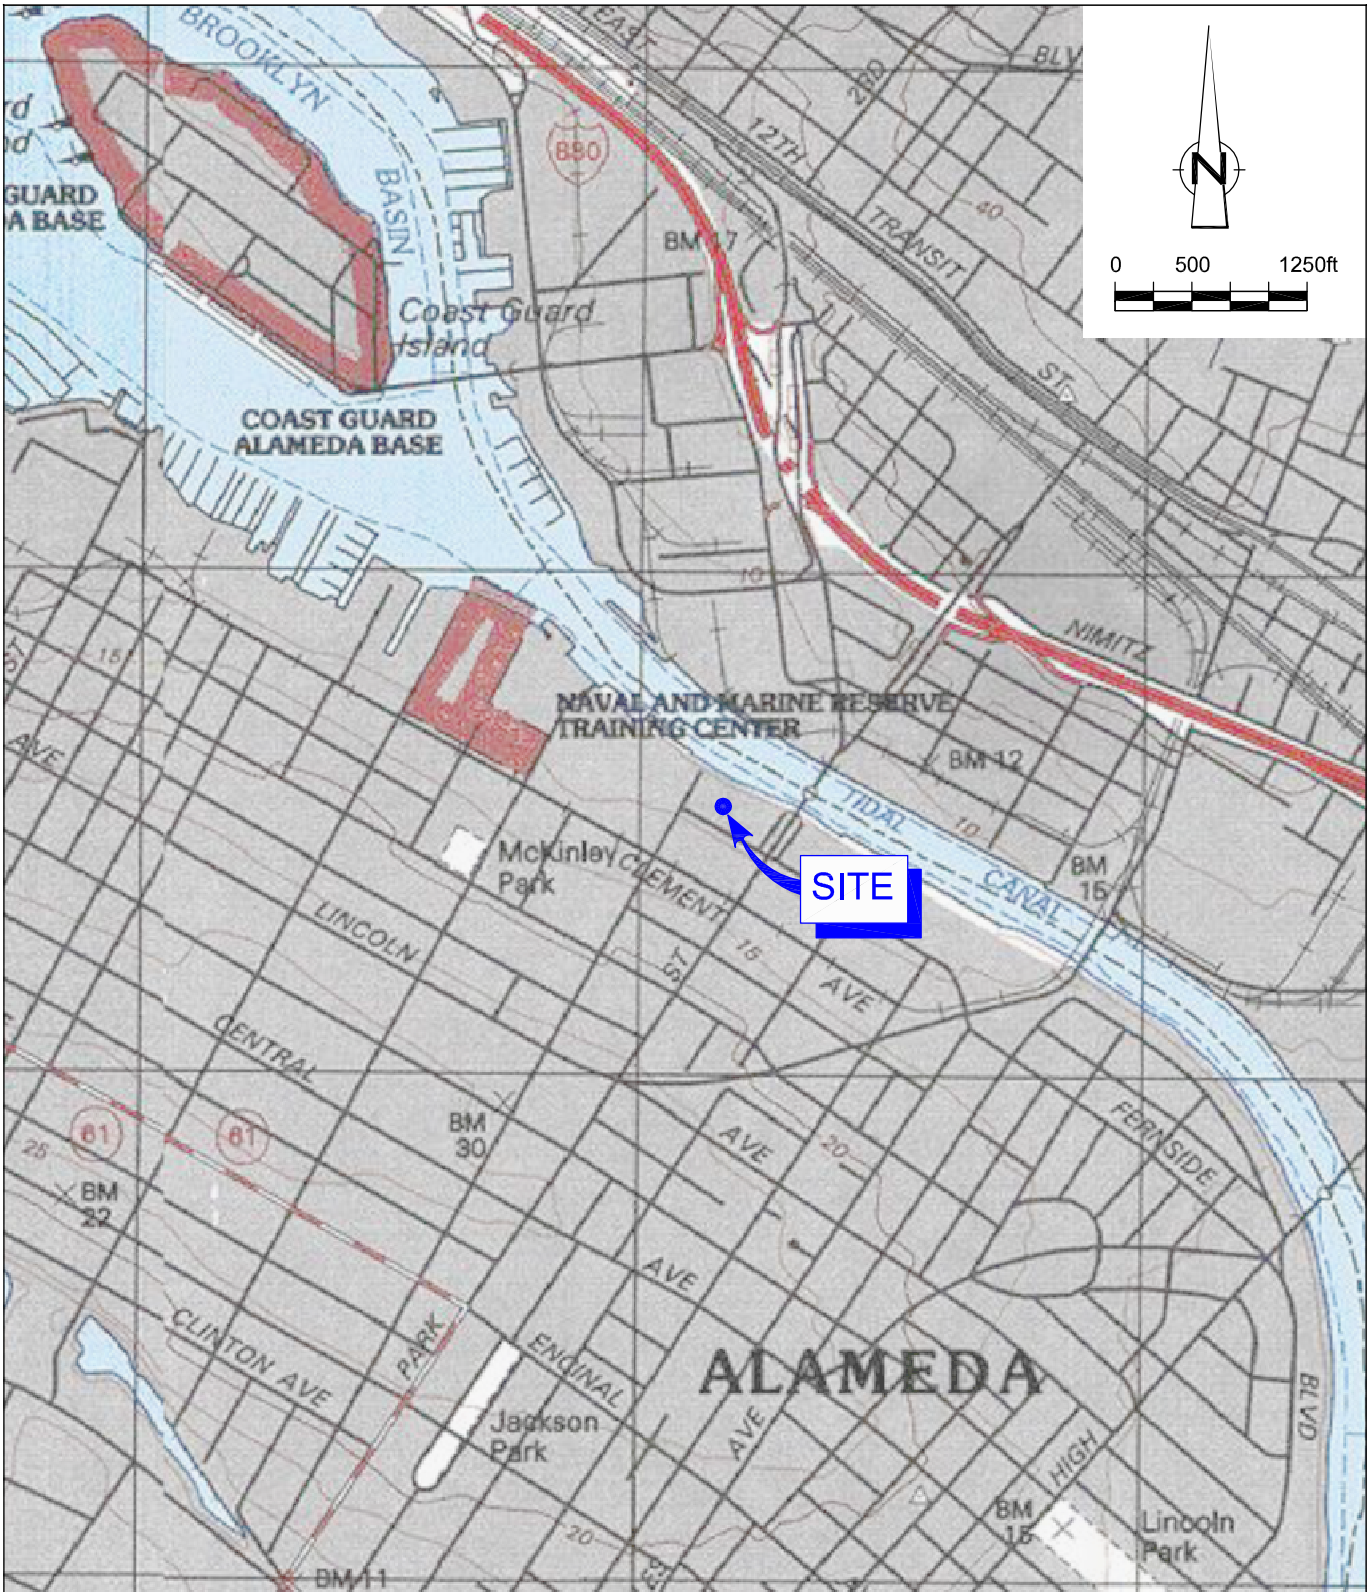 BROOKLYN
BASIN
EAST
12TH
2RD
BLV
TRANSIT
ST
40
880
BM 17
N
0 500 1250ft
GUARD
DA BASE
Coast Guard
Island
COAST GUARD
ALAMEDA BASE
10
NIMITZ
NAVAL AND MARINE RESERVE
TRAINING CENTER
BM 12
15
AVE
TIDAL
CANAL
10
BM
15
SITE
McKinley
Park
CLEMENT
AVE
ST
15
LINCOLN
CENTRAL
AVE
20
FERNSIDE
BLVD
61
61
25
BM
22
BM
30
AVE
CLINTON AVE
PARK
ENCINAL
AVE
Jackson
Park
ALAMEDA
HIGH
BM
15
Lincoln
Park
20
BM 11